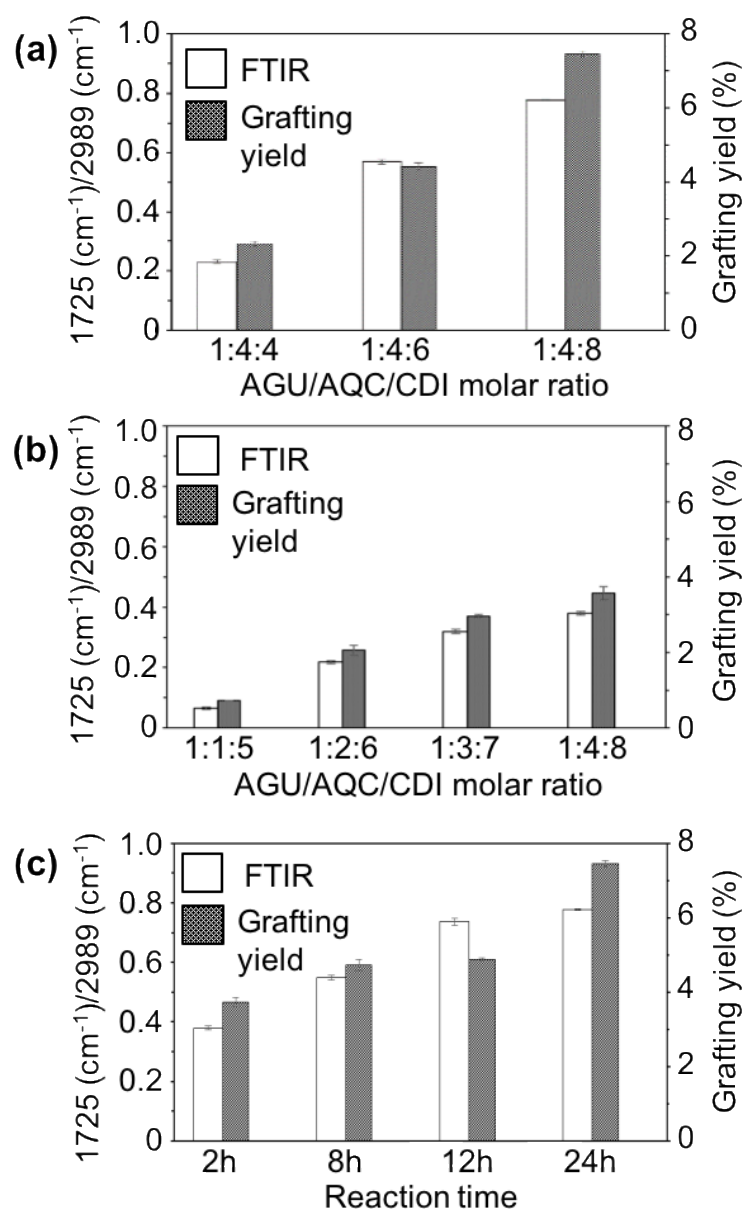 (a)
1725 (cm⁻¹)/2989 (cm⁻¹)
1.0
0.8
0.6
0.4
0.2
0
FTIR
Grafting
yield
8
6
4
2
0
Grafting yield (%)
1:4:4 1:4:6 1:4:8
AGU/AQC/CDI molar ratio
(b)
1725 (cm⁻¹)/2989 (cm⁻¹)
1.0
0.8
0.6
0.4
0.2
0
FTIR
Grafting
yield
8
6
4
2
0
Grafting yield (%)
1:1:5 1:2:6 1:3:7 1:4:8
AGU/AQC/CDI molar ratio
(c)
1725 (cm⁻¹)/2989 (cm⁻¹)
1.0
0.8
0.6
0.4
0.2
0
FTIR
Grafting
yield
8
6
4
2
0
Grafting yield (%)
2h 8h 12h 24h
Reaction time